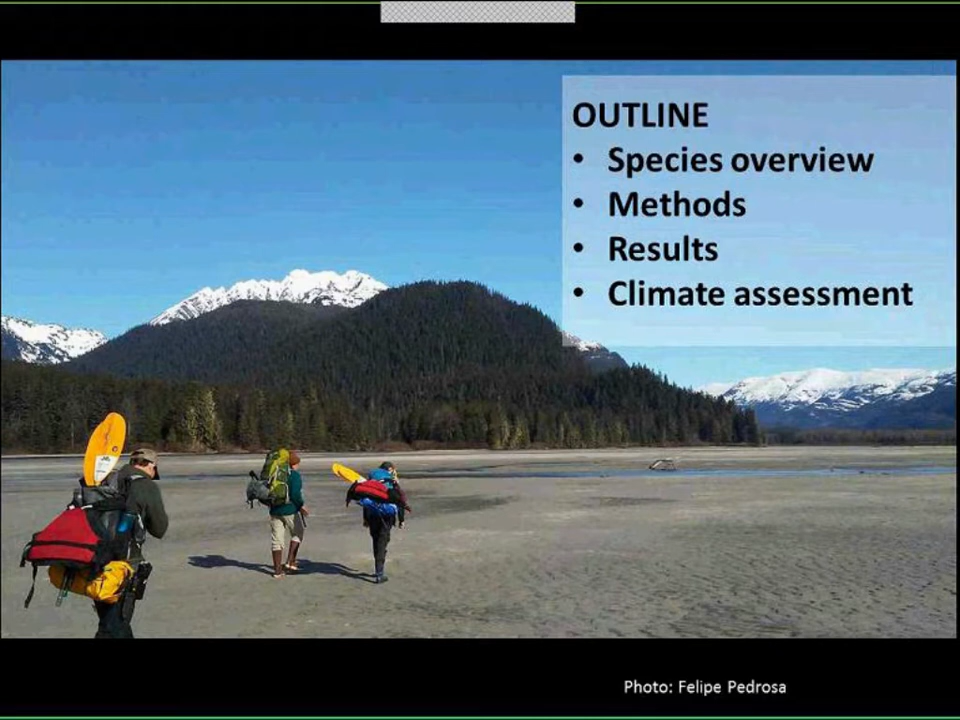 OUTLINE
• Species overview
• Methods
• Results
• Climate assessment
Photo: Felipe Pedrosa